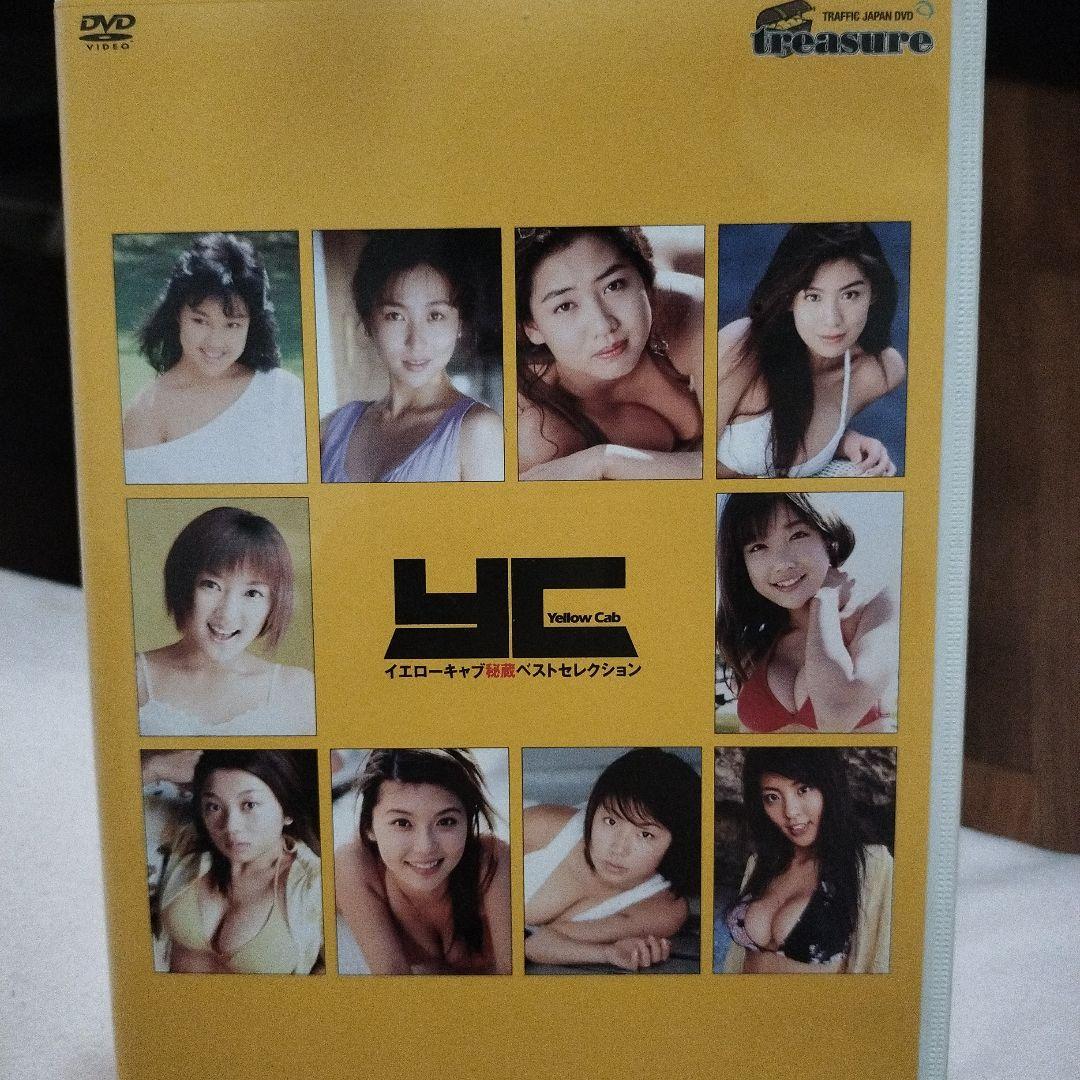 DVD
VIDEO
TRAFFIC JAPAN DVD
treasure
YC
Yellow Cab
イエローキャブ秘蔵ベストセレクション